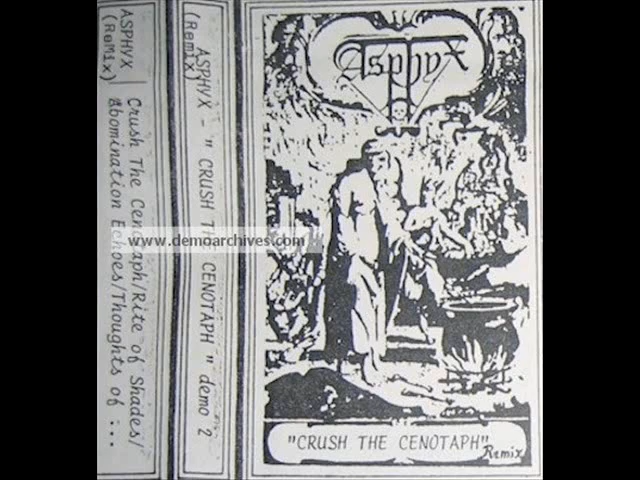 ASPHYX
(ReMix)
Crush The Cenotaph/Rite of Shades/
Abomination Echoes/Thoughts of ...
ASPHYX - " CRUSH THE CENOTAPH " demo 2
(Remix)
Asphyx
"CRUSH THE CENOTAPH"
Remix
www.demoarchives.com